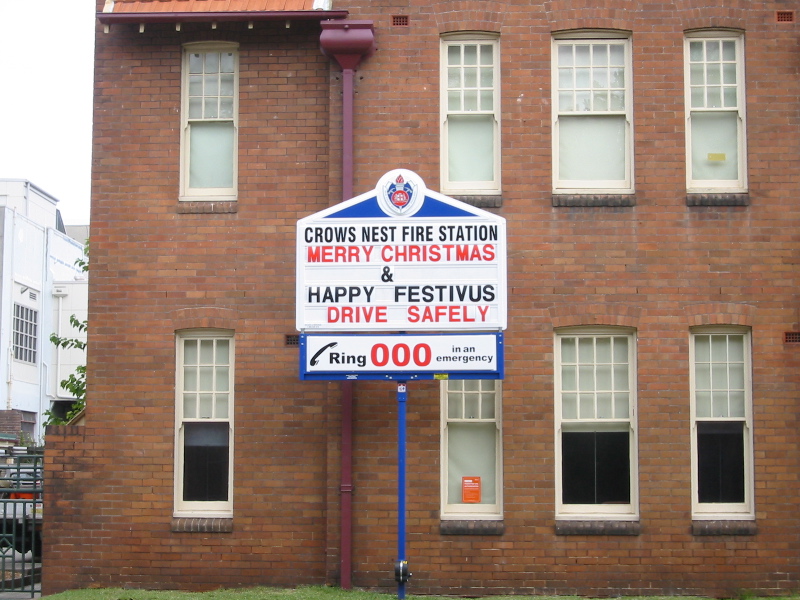 CROWS NEST FIRE STATION
MERRY CHRISTMAS
&
HAPPY FESTIVUS
DRIVE SAFELY
Ring 000 in an emergency